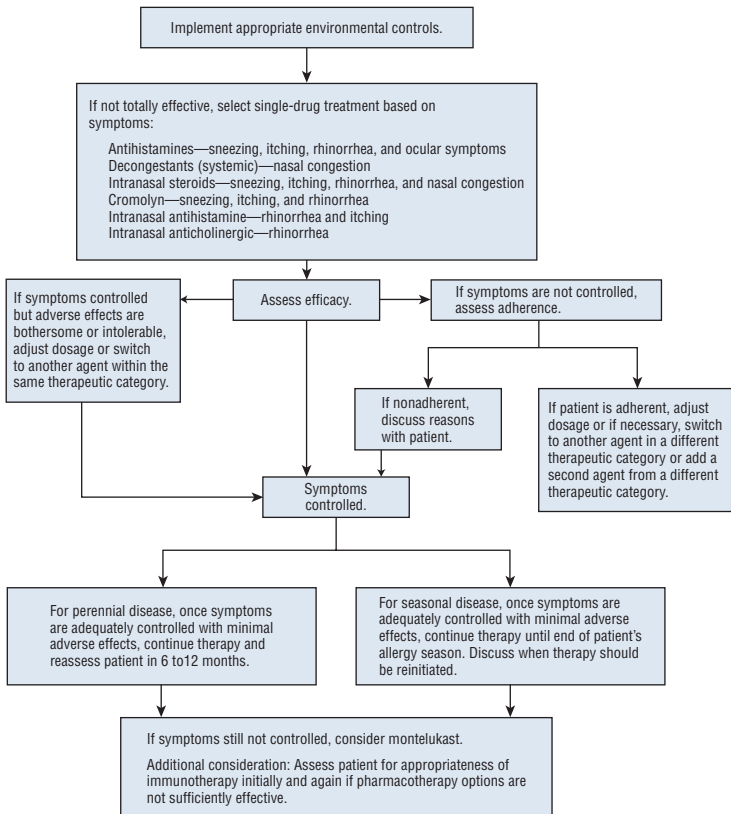 Implement appropriate environmental controls.
If not totally effective, select single-drug treatment based on
symptoms:
Antihistamines—sneezing, itching, rhinorrhea, and ocular symptoms
Decongestants (systemic)—nasal congestion
Intranasal steroids—sneezing, itching, rhinorrhea, and nasal congestion
Cromolyn—sneezing, itching, and rhinorrhea
Intranasal antihistamine—rhinorrhea and itching
Intranasal anticholinergic—rhinorrhea
If symptoms controlled
but adverse effects are
bothersome or intolerable,
adjust dosage or switch
to another agent within the
same therapeutic category.
Assess efficacy.
If symptoms are not controlled,
assess adherence.
If nonadherent,
discuss reasons
with patient.
If patient is adherent, adjust
dosage or if necessary, switch
to another agent in a different
therapeutic category or add a
second agent from a different
therapeutic category.
Symptoms
controlled.
For perennial disease, once symptoms
are adequately controlled with minimal
adverse effects, continue therapy and
reassess patient in 6 to12 months.
For seasonal disease, once symptoms are
adequately controlled with minimal adverse
effects, continue therapy until end of patient’s
allergy season. Discuss when therapy should
be reinitiated.
If symptoms still not controlled, consider montelukast.
Additional consideration: Assess patient for appropriateness of
immunotherapy initially and again if pharmacotherapy options are
not sufficiently effective.